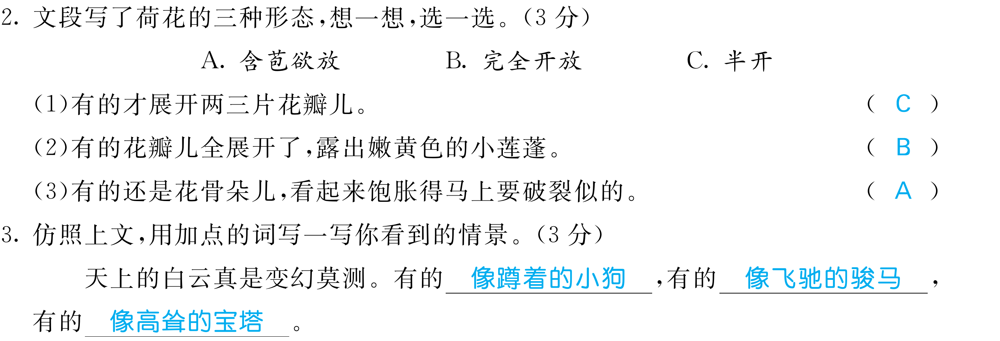 2. 文段写了荷花的三种形态,想一想,选一选。(3 分)
A. 含苞欲放 B. 完全开放 C. 半开
(1)有的才展开两三片花瓣儿。 ( C )
(2)有的花瓣儿全展开了,露出嫩黄色的小莲蓬。 ( B )
(3)有的还是花骨朵儿,看起来饱胀得马上要破裂似的。 ( A )
3. 仿照上文,用加点的词写一写你看到的情景。(3 分)
天上的白云真是变幻莫测。有的 像蹲着的小狗 ,有的 像飞驰的骏马 ,
有的 像高耸的宝塔 。